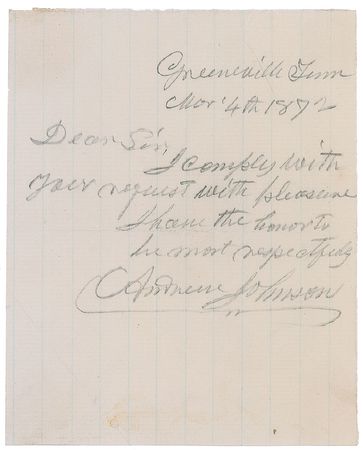 Greeneville Tenn
Mar 4th 1872
Dear Sir,
I comply with
your request with pleasure
I have the honor to
be most respectfuly
Andrew Johnson